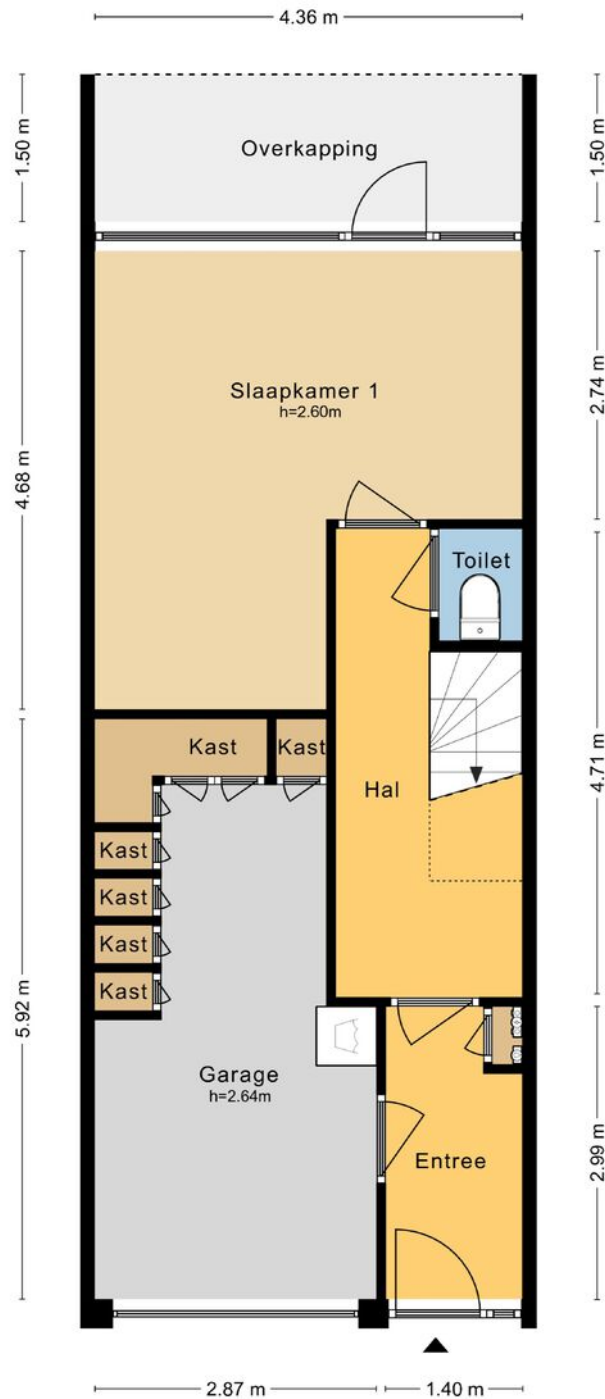 4.36 m
1.50 m
1.50 m
Overkapping
Slaapkamer 1
h=2.60m
2.74 m
4.68 m
Toilet
Kast
Kast
Hal
4.71 m
Kast
Kast
Kast
Kast
5.92 m
Garage
h=2.64m
Entree
2.99 m
2.87 m
1.40 m